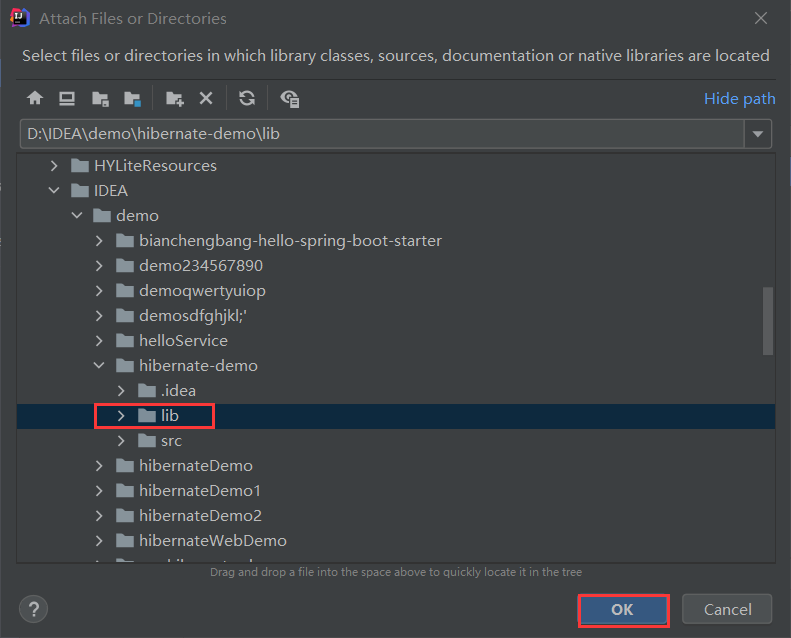 Attach Files or Directories
Select files or directories in which library classes, sources, documentation or native libraries are located
Hide path
D:\IDEA\demo\hibernate-demo\lib
HYLiteResources
IDEA
demo
bianchengbang-hello-spring-boot-starter
demo234567890
demoqwertyuiop
demosdfghjkl;'
helloService
hibernate-demo
.idea
lib
src
hibernateDemo
hibernateDemo1
hibernateDemo2
hibernateWebDemo
Drag and drop a file into the space above to quickly locate it in the tree
? OK Cancel